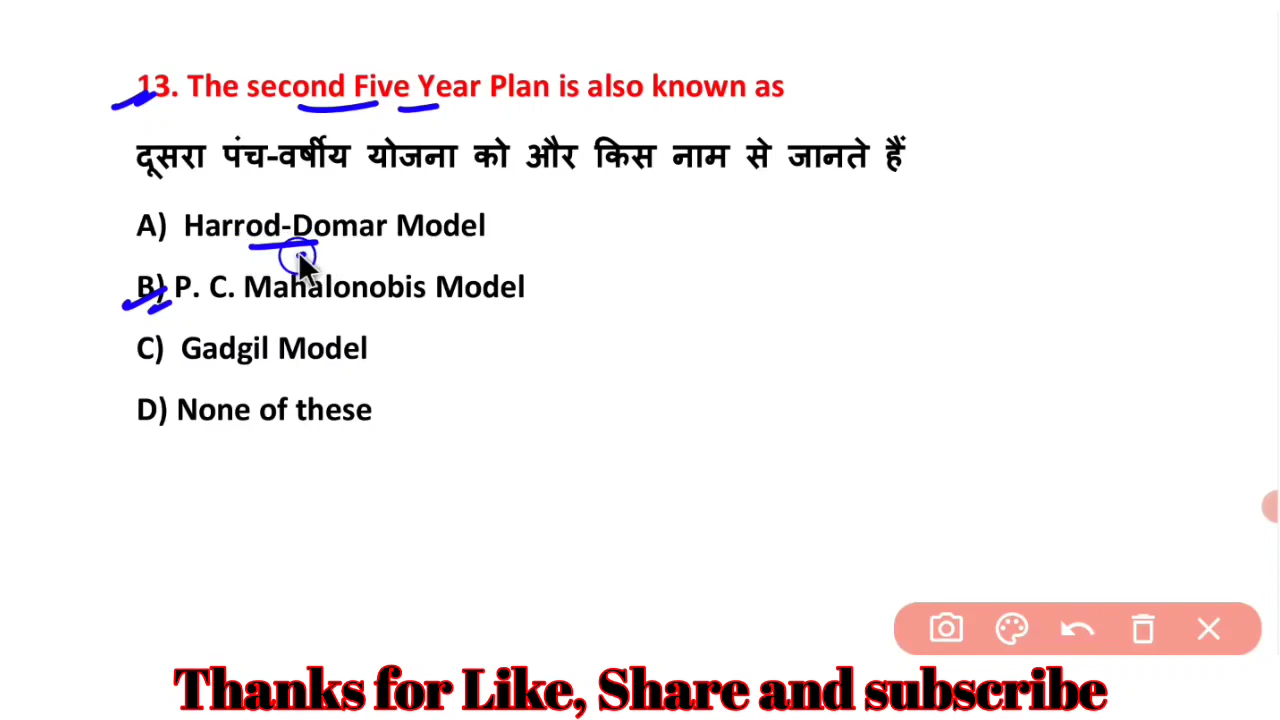 13. The second Five Year Plan is also known as
दूसरा पंच-वर्षीय योजना को और किस नाम से जानते हैं
A) Harrod-Domar Model
B) P. C. Mahalonobis Model
C) Gadgil Model
D) None of these
Thanks for Like, Share and subscribe